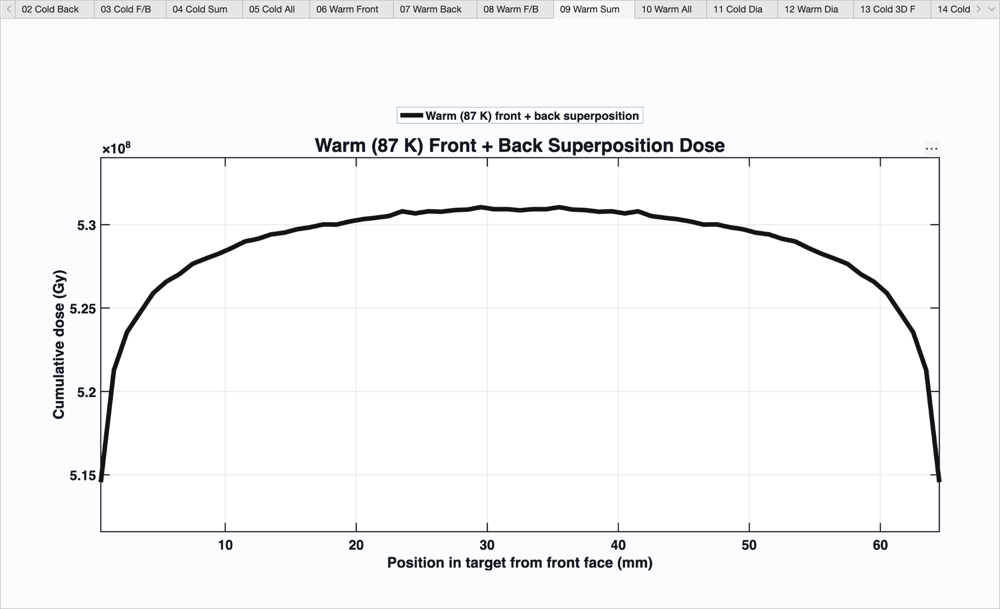 02 Cold Back 03 Cold F/B 04 Cold Sum 05 Cold All 06 Warm Front 07 Warm Back 08 Warm F/B 09 Warm Sum 10 Warm All 11 Cold Dia 12 Warm Dia 13 Cold 3D F 14 Cold
Warm (87 K) front + back superposition
Warm (87 K) Front + Back Superposition Dose
×10⁸
5.3
5.25
5.2
5.15
Cumulative dose (Gy)
10 20 30 40 50 60
Position in target from front face (mm)